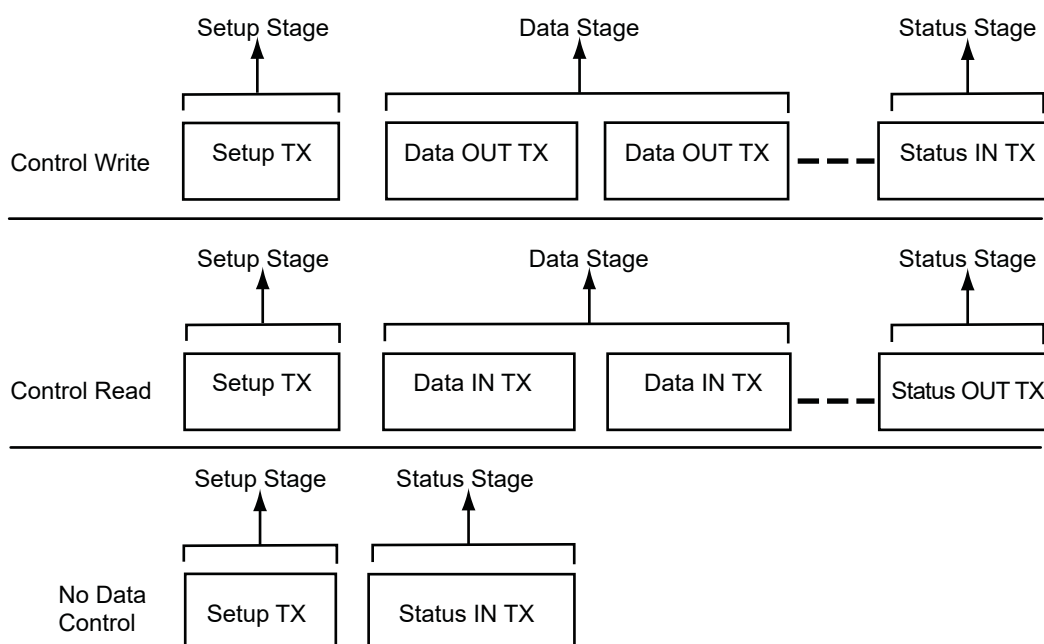 Setup Stage Data Stage Status Stage
Control Write Setup TX Data OUT TX Data OUT TX Status IN TX
Setup Stage Data Stage Status Stage
Control Read Setup TX Data IN TX Data IN TX Status OUT TX
Setup Stage Status Stage
No Data
Control Setup TX Status IN TX